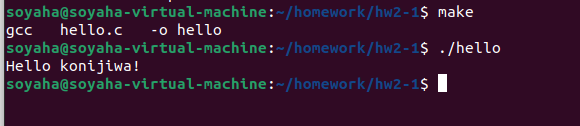 soyaha@soyaha-virtual-machine:~/homework/hw2-1$ make
gcc   hello.c   -o hello
soyaha@soyaha-virtual-machine:~/homework/hw2-1$ ./hello
Hello konijiwa!
soyaha@soyaha-virtual-machine:~/homework/hw2-1$